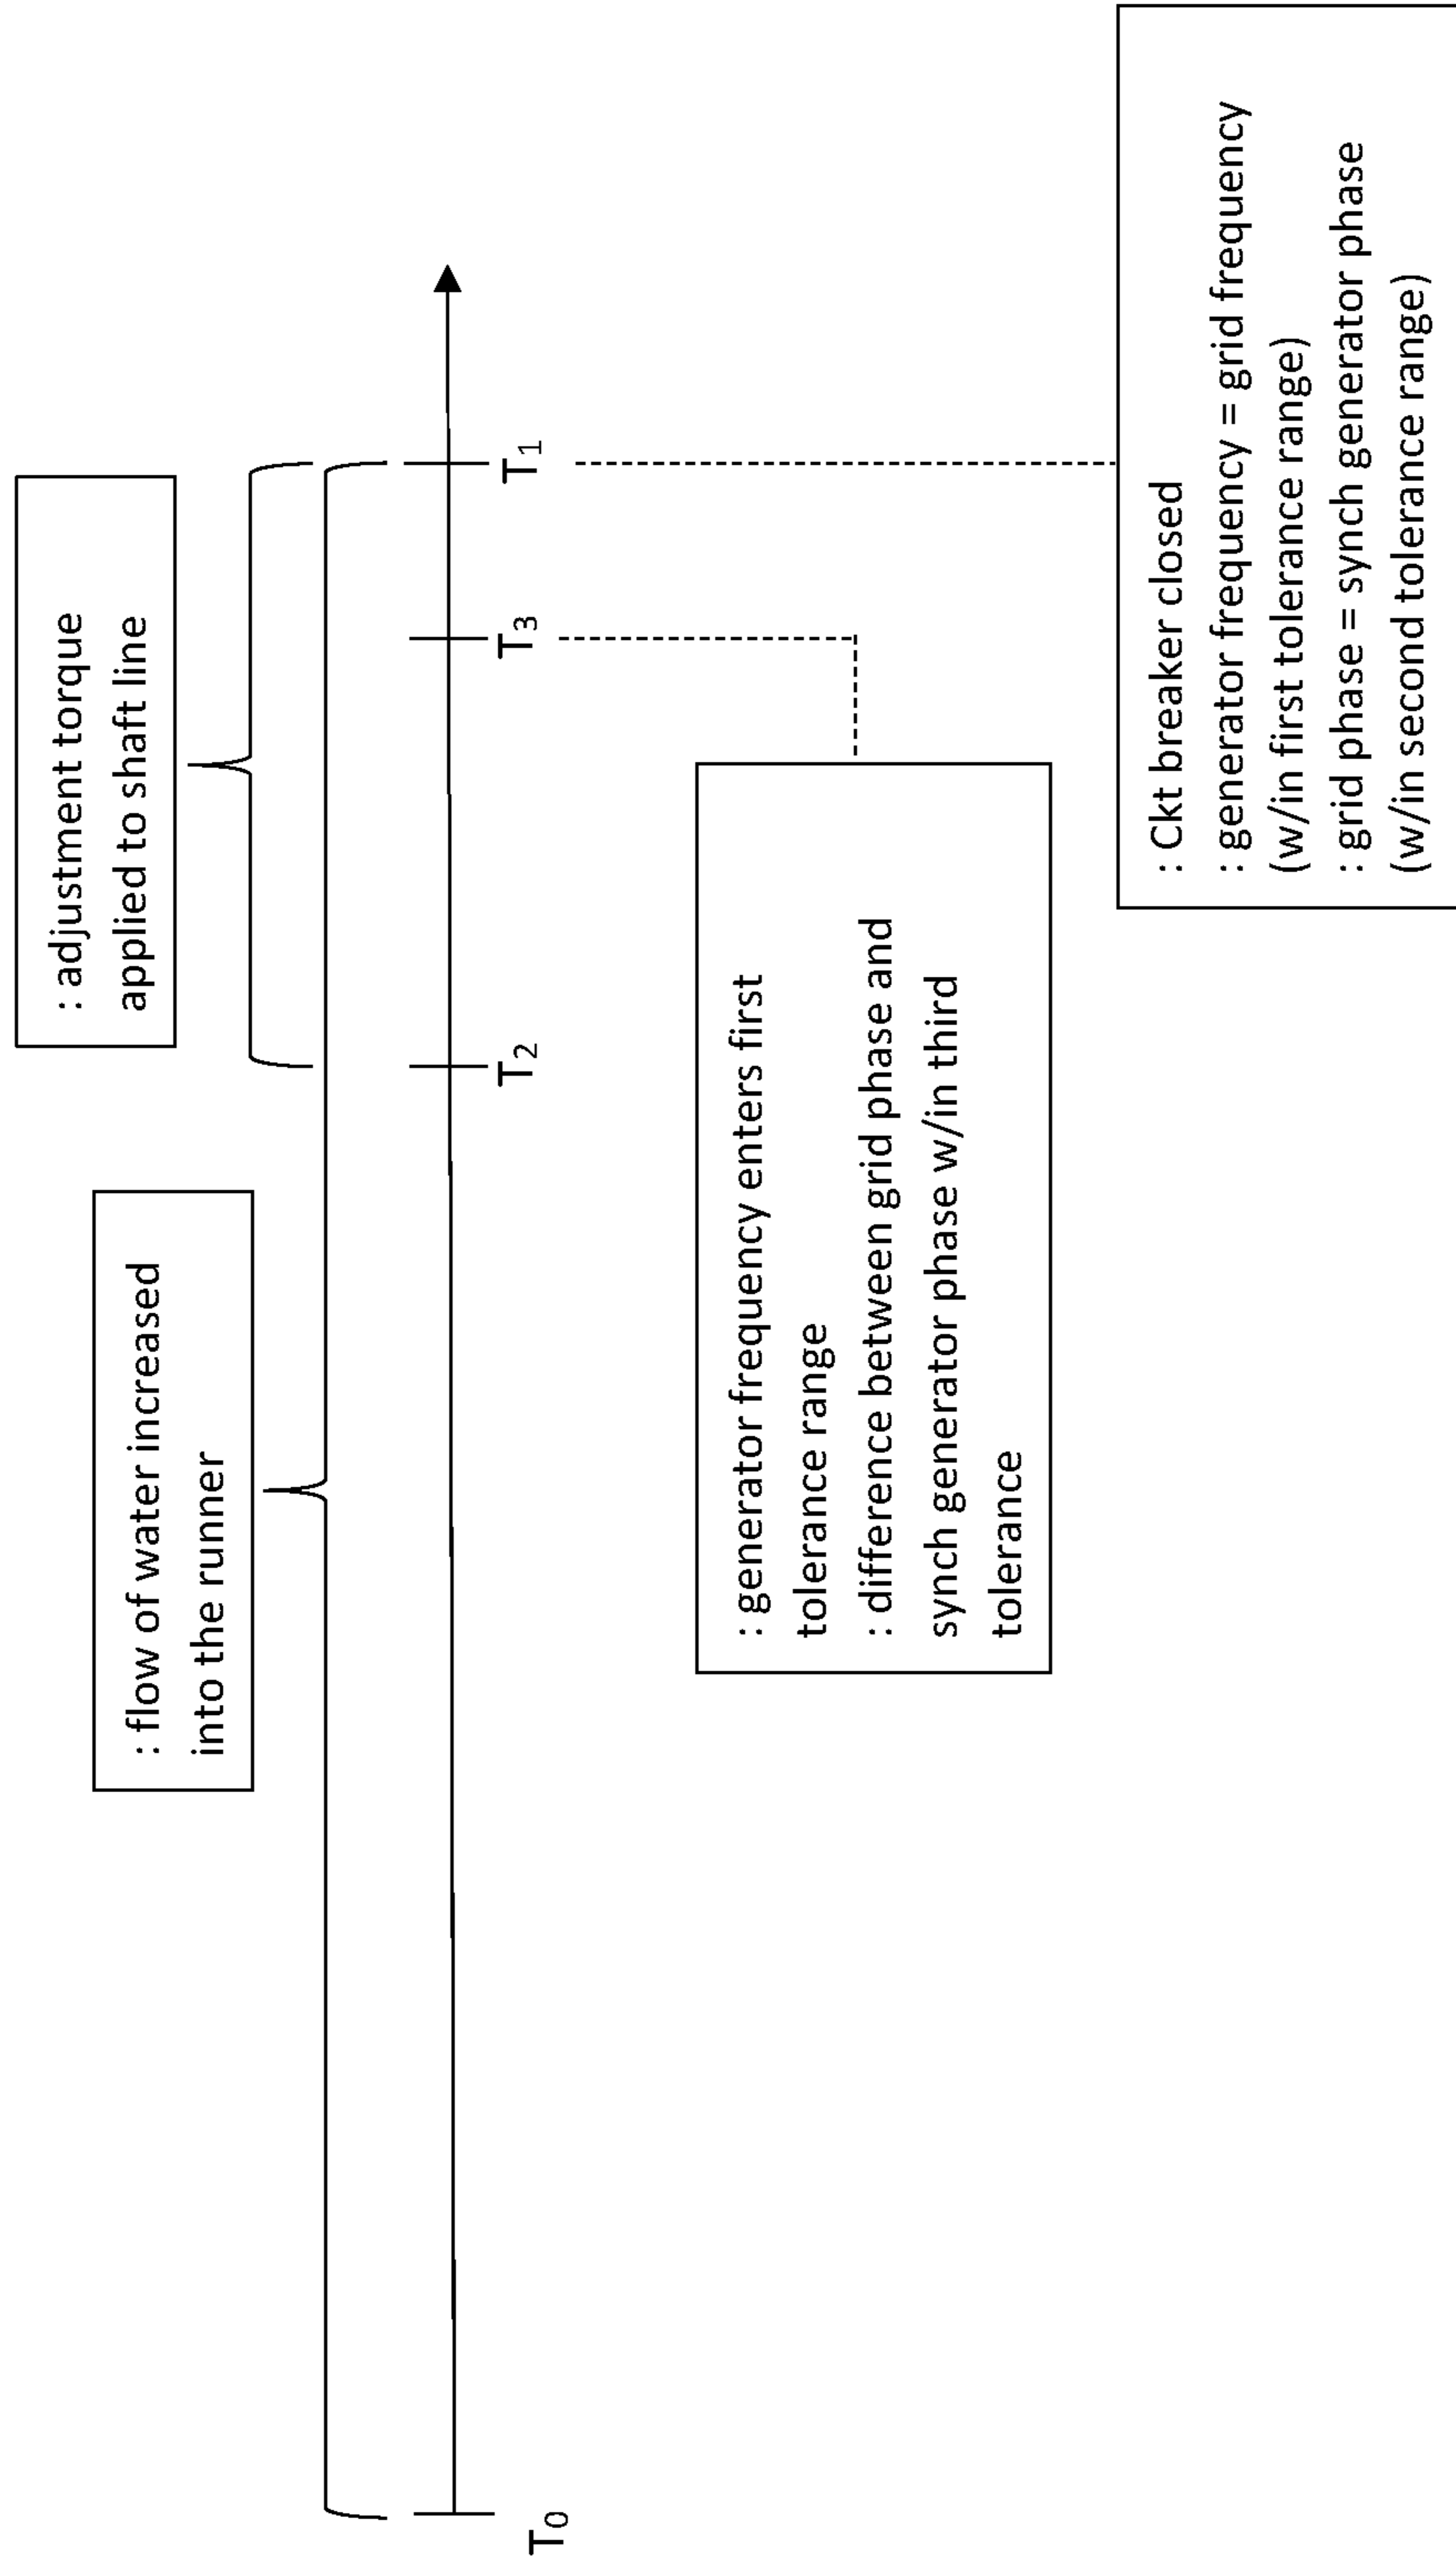 : adjustment torque
applied to shaft line
: flow of water increased
into the runner
T0
T2
T3
T1
: generator frequency enters first
tolerance range
: difference between grid phase and
synch generator phase w/in third
tolerance
: Ckt breaker closed
: generator frequency = grid frequency
(w/in first tolerance range)
: grid phase = synch generator phase
(w/in second tolerance range)